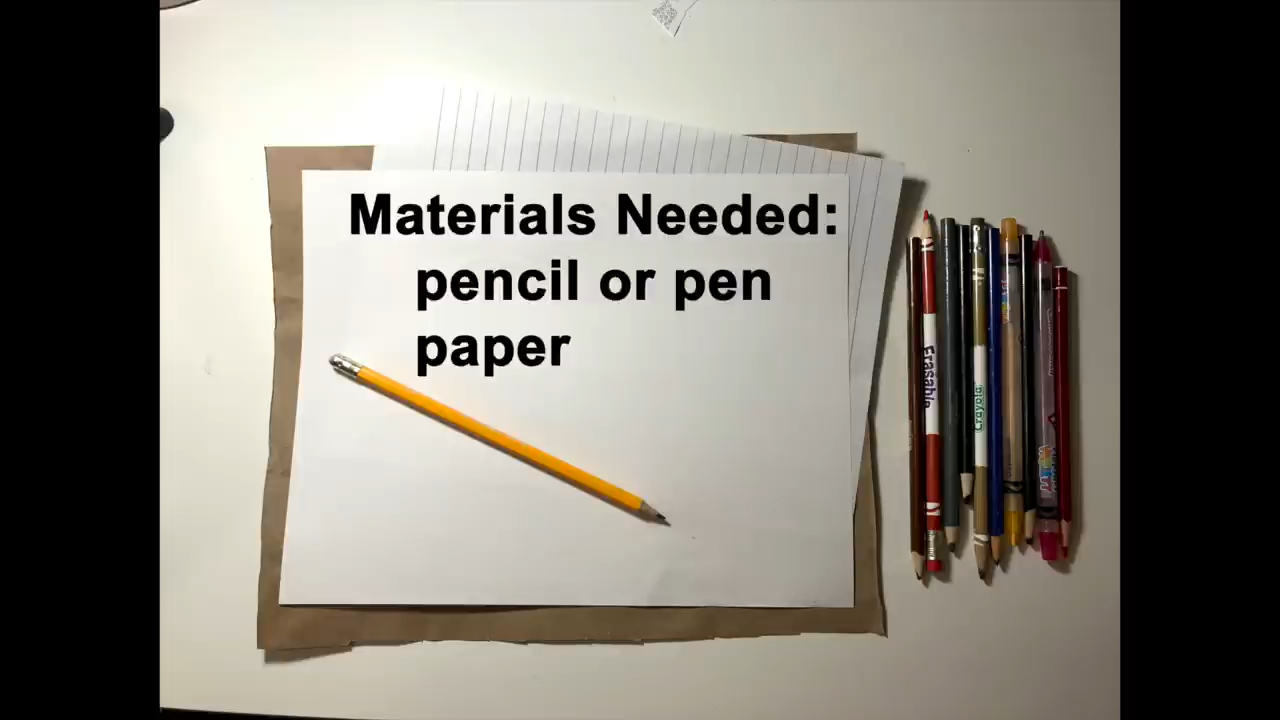 Materials Needed:
pencil or pen
paper
Erasable
Crayola